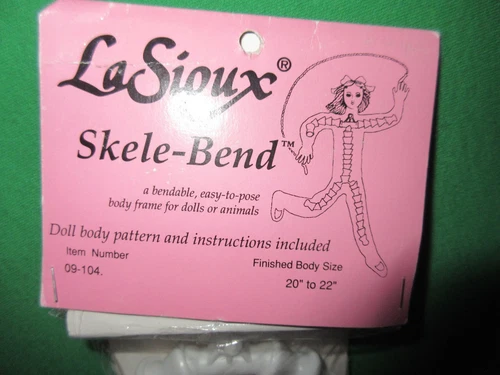 LaSioux®
Skele-Bend™
a bendable, easy-to-pose
body frame for dolls or animals
Doll body pattern and instructions included
Item Number
09-104.
Finished Body Size
20" to 22"